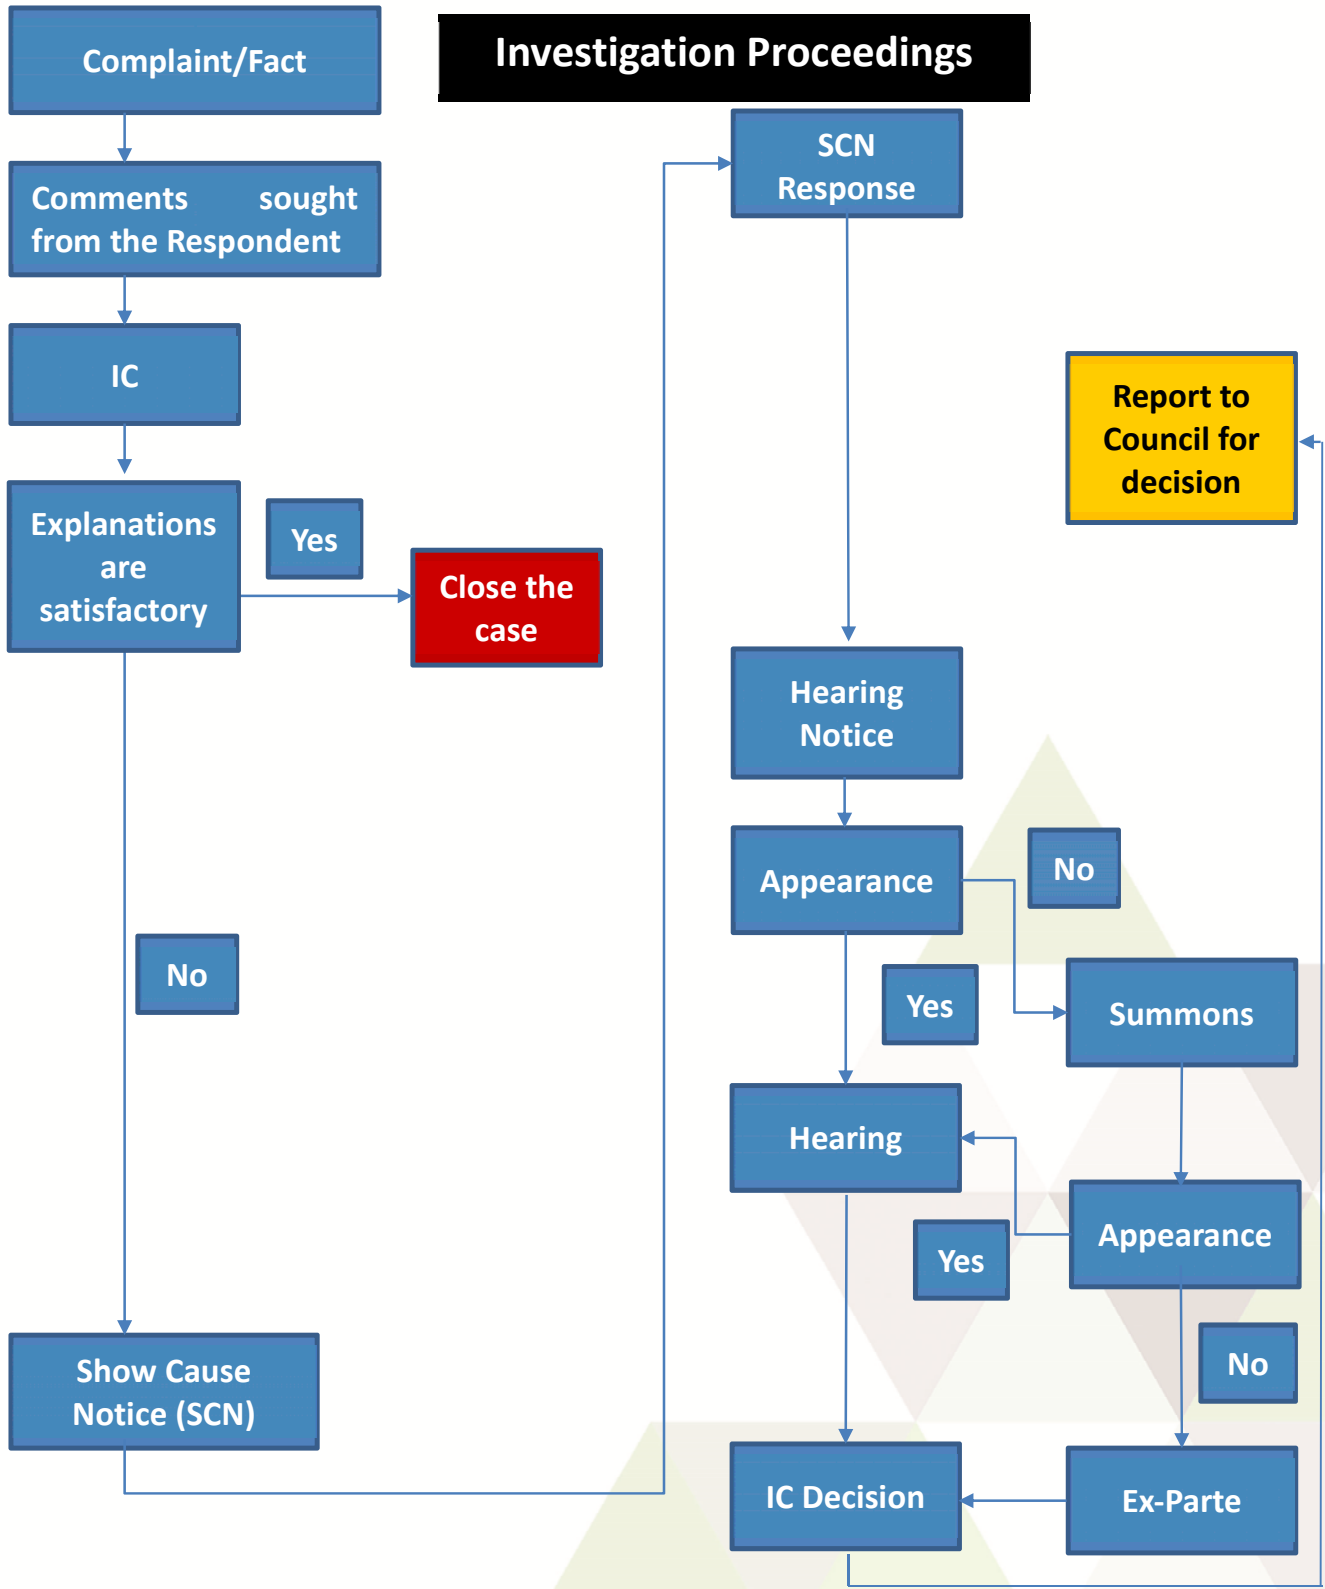 Investigation Proceedings
Complaint/Fact
Comments sought
from the Respondent
IC
Explanations
are
satisfactory
Yes
Close the
case
No
Show Cause
Notice (SCN)
SCN
Response
Hearing
Notice
Appearance
No
Yes
Summons
Hearing
Appearance
Yes
No
IC Decision
Ex-Parte
Report to
Council for
decision